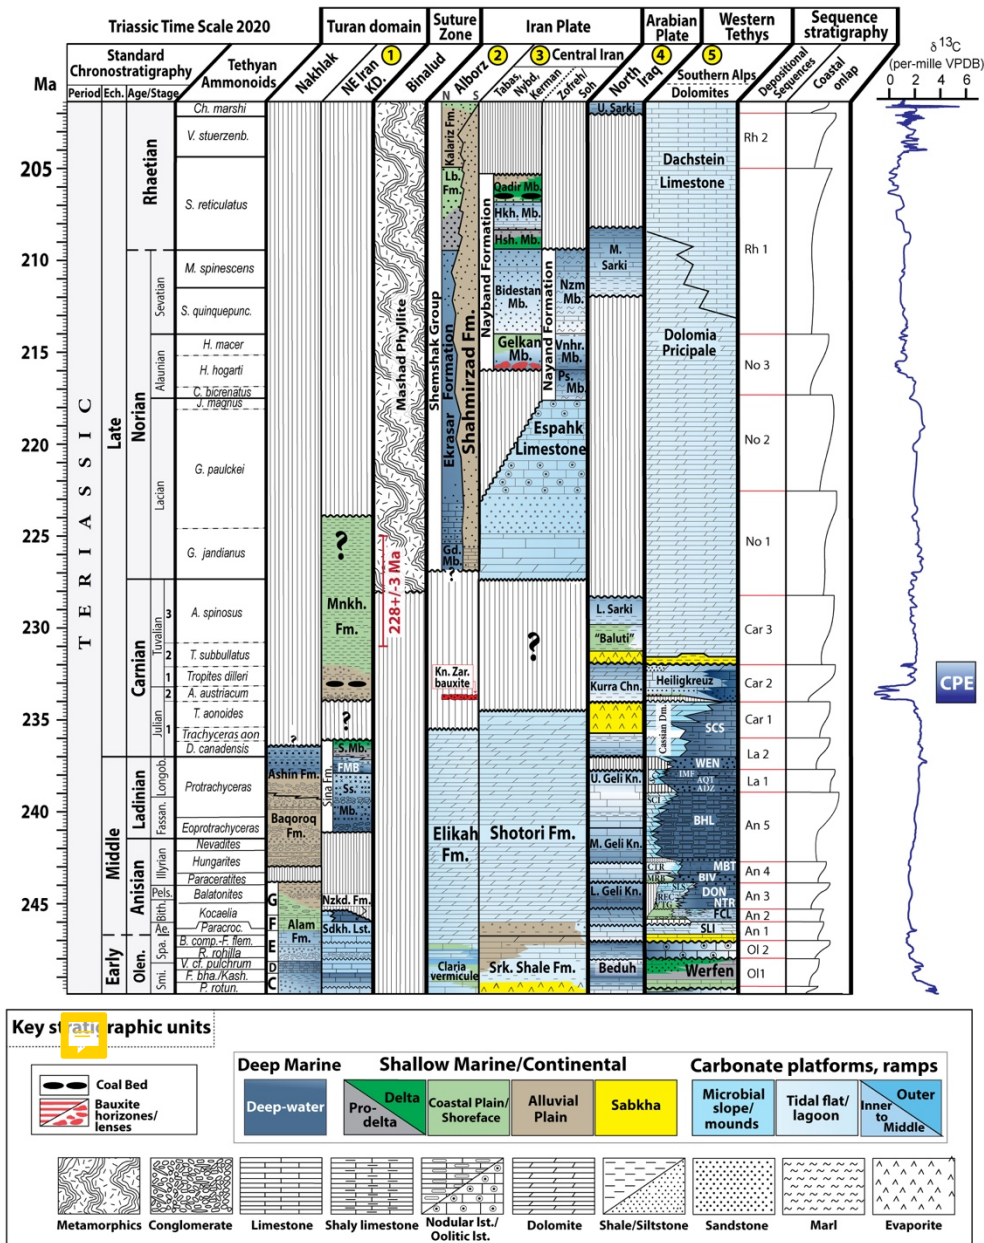 Triassic Time Scale 2020
Turan domain
Suture
Zone
Iran Plate
Arabian
Plate
Western
Tethys
Sequence
stratigraphy
δ 13C
(per-mille VPDB)
Ma
Standard
Chronostratigraphy
Tethyan
Ammonoids
Nakhlak
NE Iran
KD.
1
Binalud
Alborz
N
S
2
Tabas,
Nybd,
Kerman
3
Central Iran
Zofreh/
Soh
North
Iraq
4
5
Southern Alps
Dolomites
Depositional
Sequences
Coastal
onlap
Period
Ech.
Age/Stage
-2
0
2
4
205
210
215
220
225
230
235
240
245
TERIASSIC
Late
Middle
Early
Rhaetian
Norian
Carnian
Ladinian
Anisian
Olen.
Sevatian
Alaunian
Lacian
Tuvalian
3
2
1
Julian
2
1
Longob.
Fassan.
Illyrian
Pels.
Bith.
Ae.
Spa.
Smi.
Ch. marshi
V. stuerzenb.
S. reticulatus
M. spinescens
S. quinquepunc.
H. macer
H. hogarti
C. bicrenatus
J. magnus
G. paulckei
G. jandianus
A. spinosus
T. subbullatus
Tropites dilleri
A. austriacum
T. aonoides
Trachyceras aon
D. canadensis
Protrachyceras
Eoprotrachyceras
Nevadites
Hungarites
Paraceratites
Balatonites
Kocaelia
/Paracroc.
B. comp.-F. flem.
R. rohilla
V. cf. pulchrum
F. bha./Kash.
P. rotun.
?
Ashin Fm.
Baqoroq
Fm.
G
F
E
D
C
Alam
Fm.
?
Mnkh.
Fm.
?
S.Mb.
FMB
Ss.
Mb.
Sina Fm.
Nzkd. Fm.
Sdkh. Lst.
Mashad Phyllite
228+/-3 Ma
Shemshak Group
Kalariz Fm.
Lb.
Fm.
Ekrasar Formation
Shahmirzad Fm.
Gd.
Mb.
?
Kn. Zar.
bauxite
Elikah
Fm.
Claria
vermicule
Nayband Formation
Qadir Mb.
Hkh. Mb.
Hsh. Mb.
Bidestan
Mb.
Gelkan
Mb.
Nayand Formation
Nzm
Mb.
Vnhr.
Mb.
Ps.
Mb.
Espahk
Limestone
?
Shotori Fm.
Srk. Shale Fm.
U. Sarki
M.
Sarki
L. Sarki
"Baluti"
Kurra Chn.
U. Geli Kn.
M. Geli Kn.
L. Geli Kn.
Beduh
Dachstein
Limestone
Dolomia
Pricipale
Heiligkreuz
Cassian Dm.
SCS
WEN
IMF
AQT
ADZ
SCI
BHL
CTR
MRB
MBT
BIV
SLS
DON
REC
NTR
VTG
FCL
SLI
Werfen
Rh 2
Rh 1
No 3
No 2
No 1
Car 3
Car 2
Car 1
La 2
La 1
An 5
An 4
An 3
An 2
An 1
Ol 2
Ol1
CPE
Key stratigraphic units
Coal Bed
Bauxite
horizones/
lenses
Deep Marine
Shallow Marine/Continental
Carbonate platforms, ramps
Deep-water
Delta
Pro-
delta
Coastal Plain/
Shoreface
Alluvial
Plain
Sabkha
Microbial
slope/
mounds
Tidal flat/
lagoon
Outer
Inner
to
Middle
Metamorphics
Conglomerate
Limestone
Shaly limestone
Nodular lst./
Oolitic lst.
Dolomite
Shale/Siltstone
Sandstone
Marl
Evaporite